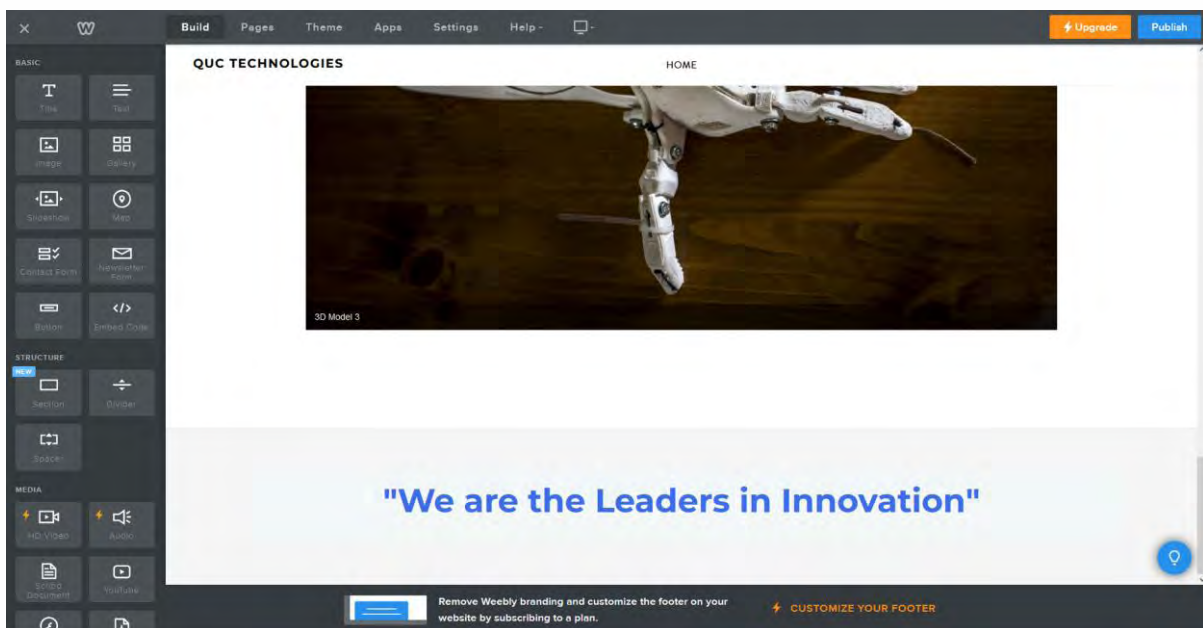 Build Pages Theme Apps Settings Help
Upgrade Publish
BASIC
QUC TECHNOLOGIES HOME
Title Text
Image Gallery
Slideshow Map
Contact Form Newsletter Form
Button Embed Code
3D Model 3
STRUCTURE
NEW
Section Divider
Spacer
MEDIA
"We are the Leaders in Innovation"
HD Video Audio
Scribd Document YouTube
Remove Weebly branding and customize the footer on your
website by subscribing to a plan.
CUSTOMIZE YOUR FOOTER